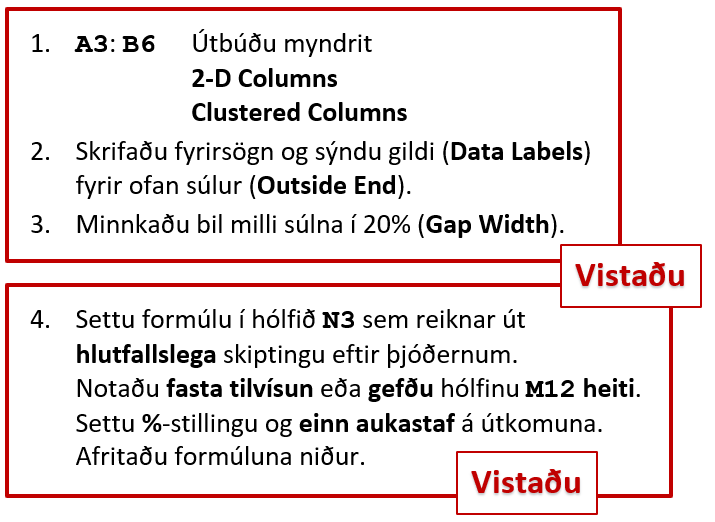 1. A3:B6 Útbúðu myndrit
2-D Columns
Clustered Columns
2. Skrifaðu fyrirsögn og sýndu gildi (Data Labels)
fyrir ofan súlur (Outside End).
3. Minnkaðu bil milli súlna í 20% (Gap Width).
Vistaðu
4. Settu formúlu í hólfið N3 sem reiknar út
hlutfallslega skiptingu eftir þjóðernum.
Notaðu fasta tilvísun eða gefðu hólfinu M12 heiti.
Settu %-stillingu og einn aukastaf á útkomuna.
Afritaðu formúluna niður.
Vistaðu